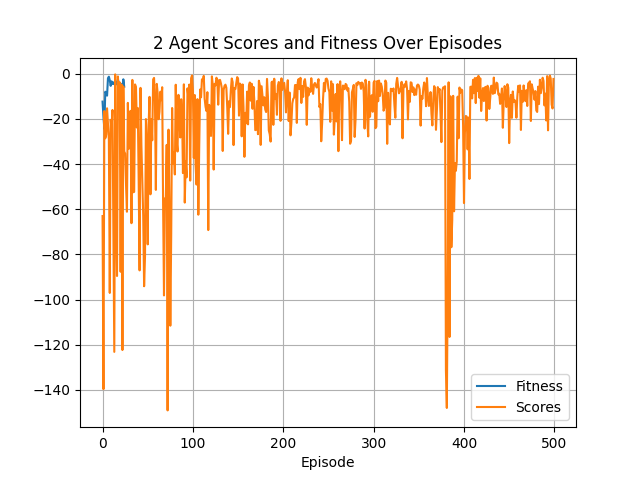 2 Agent Scores and Fitness Over Episodes
0
−20
−40
−60
−80
−100
−120
−140
0 100 200 300 400 500
Episode
Fitness
Scores